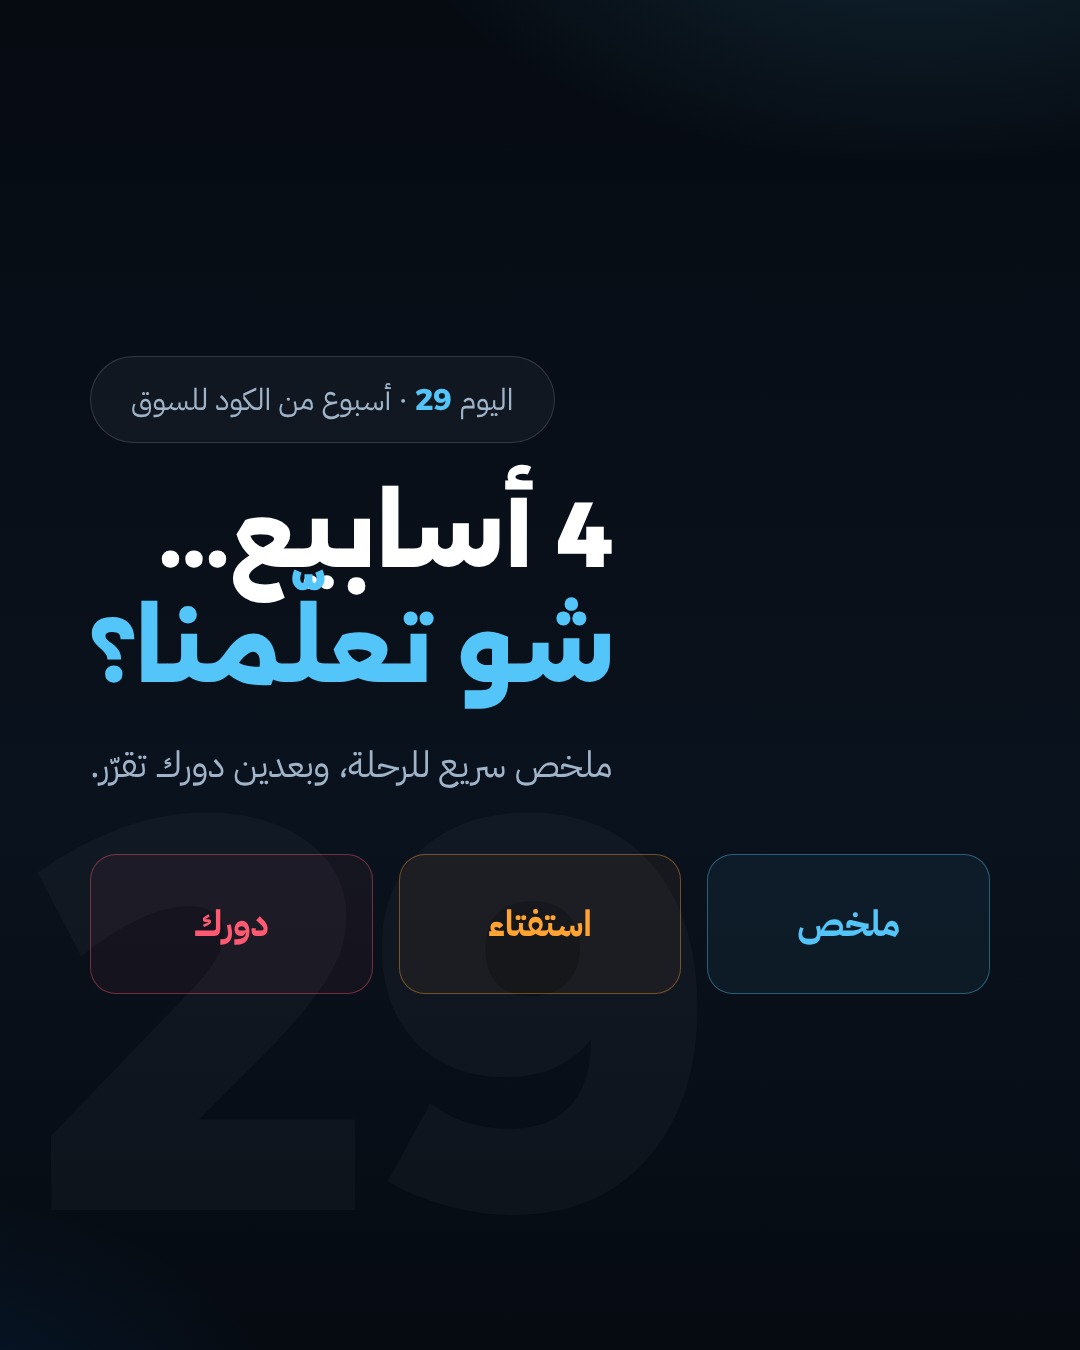 اليوم 29 · أسبوع من الكود للسوق
4 أسابيع...
شو تعلّمنا؟
ملخص سريع للرحلة، وبعدين دورك تقرّر.
ملخص
استفتاء
دورك
29